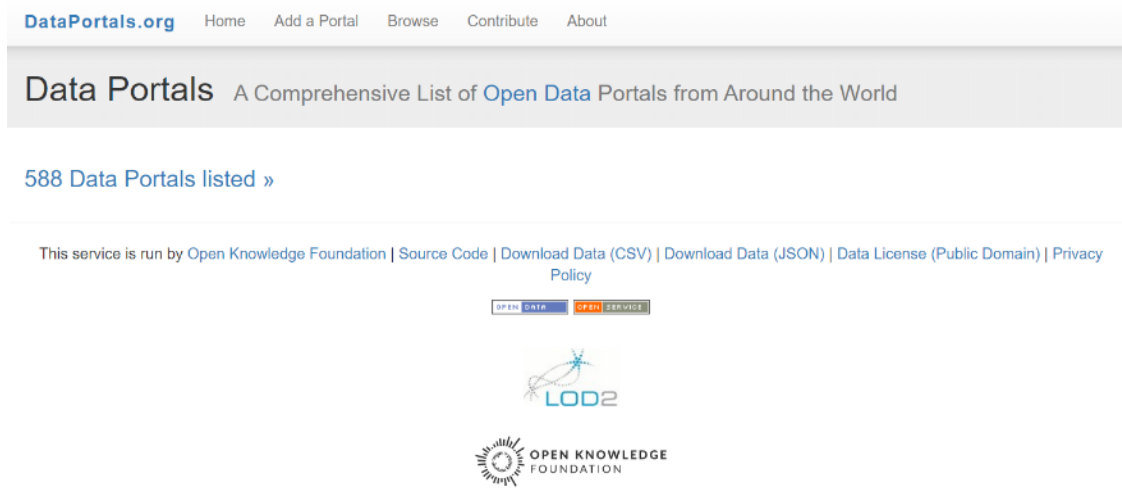 DataPortals.org Home Add a Portal Browse Contribute About
Data Portals A Comprehensive List of Open Data Portals from Around the World
588 Data Portals listed »
This service is run by Open Knowledge Foundation | Source Code | Download Data (CSV) | Download Data (JSON) | Data License (Public Domain) | Privacy
Policy
OPEN DATA OPEN SERVICE
LOD2
OPEN KNOWLEDGE
FOUNDATION